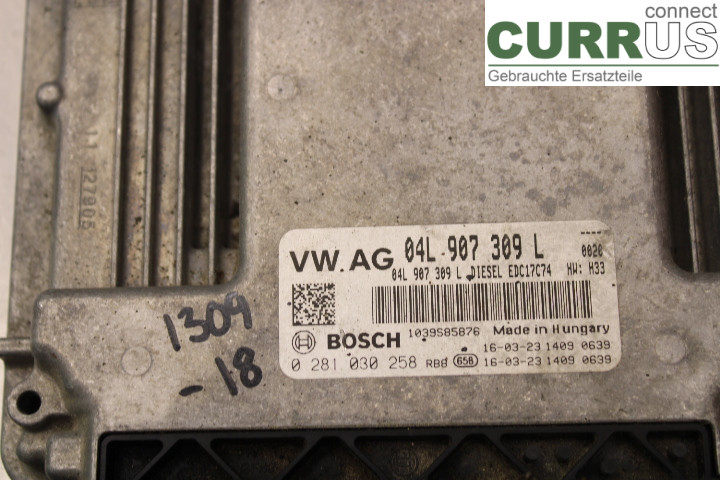 connect
CURRUS
Gebrauchte Ersatzteile
127905
VW.AG 04L 907 309 L
0020
04L 907 309 L DIESEL EDC17C74 HW: H33
BOSCH 1039S85876 Made in Hungary
16-03-23 1409 0639
0 281 030 258 RB8 658 16-03-23 1409 0639
1309
-18
BOSCH